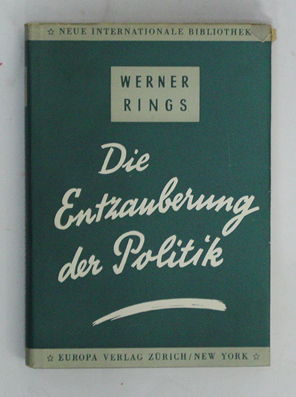 ☆ NEUE INTERNATIONALE BIBLIOTHEK
WERNER
RINGS
Die
Entzauberung
der Politik
☆ EUROPA VERLAG ZÜRICH/NEW YORK ☆